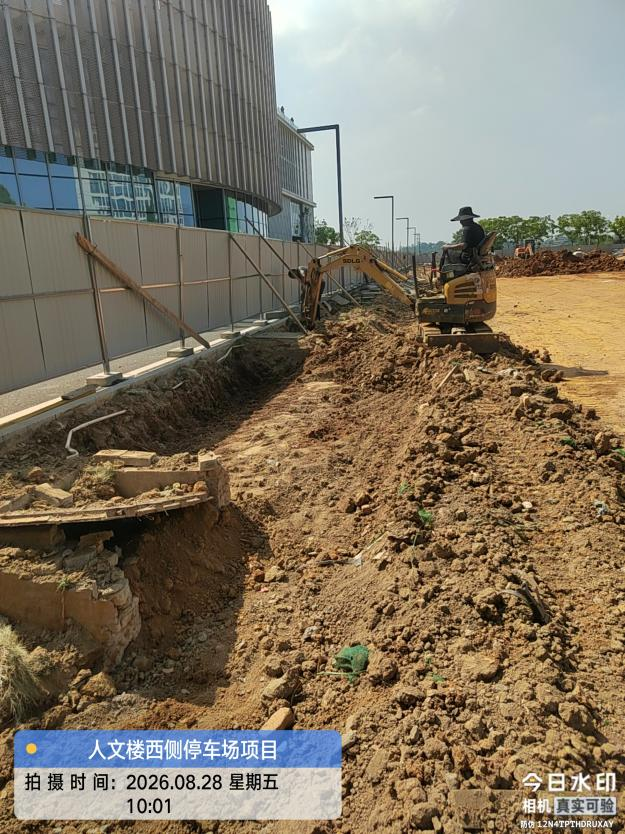 SDLG
人文楼西侧停车场项目
拍摄时间：2026.08.28 星期五
10:01
今日水印
相机 真实可验
防伪 12N4TPTHDRUXAY